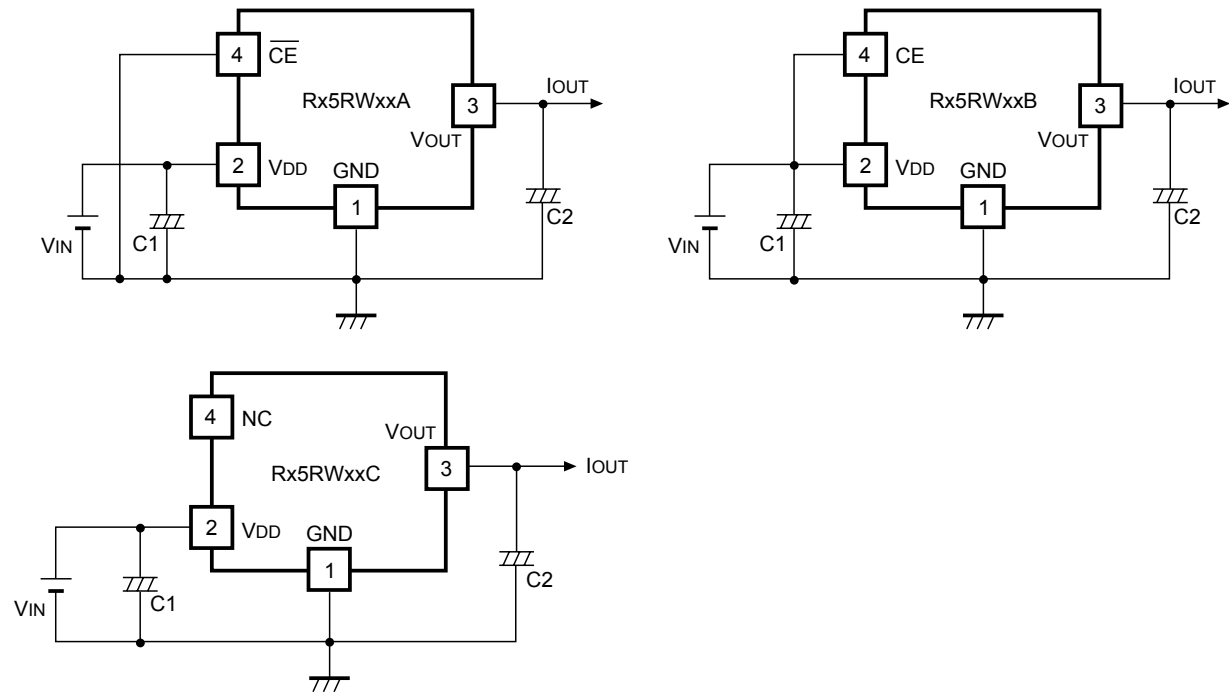 4 C̅E̅
Rx5RWxxA
3
IOUT
VOUT
2 VDD
GND
1
C1
VIN
C2
4 CE
Rx5RWxxB
3
IOUT
VOUT
2 VDD
GND
1
C1
VIN
C2
4 NC
VOUT
3
IOUT
Rx5RWxxC
2 VDD
GND
1
C1
VIN
C2